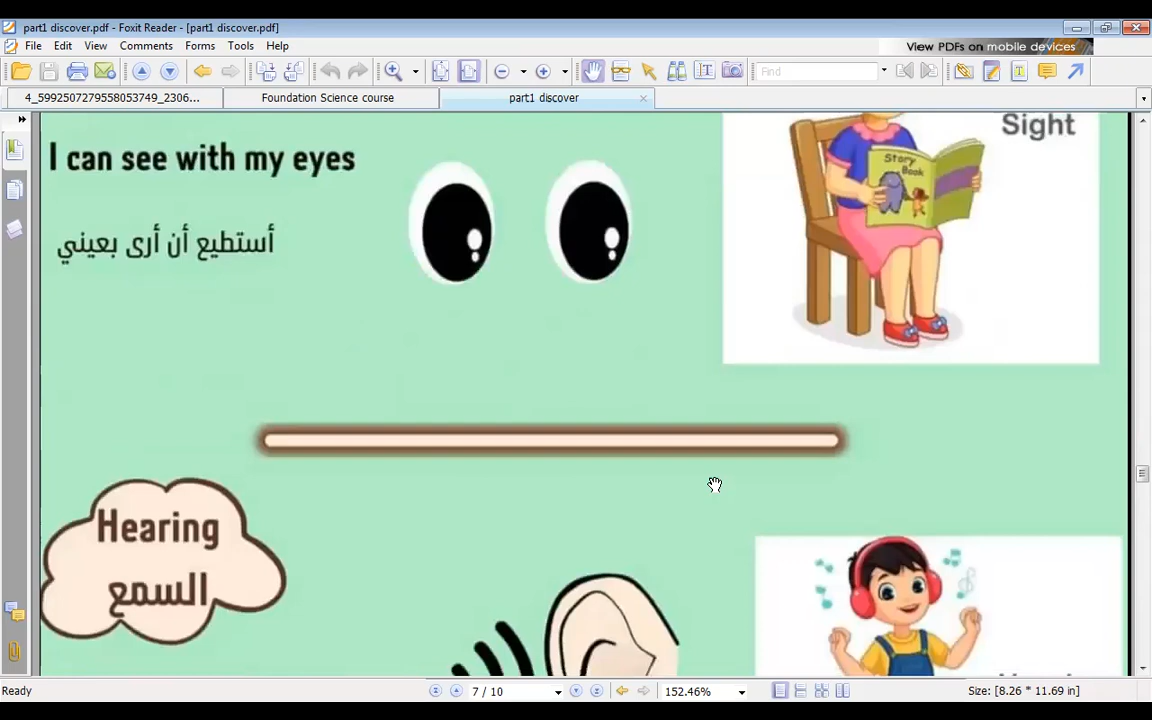 part1 discover.pdf - Foxit Reader - [part1 discover.pdf]
File Edit View Comments Forms Tools Help
View PDFs on mobile devices
Find
4_5992507279558053749_2306... Foundation Science course part1 discover
I can see with my eyes
أستطيع أن أرى بعيني
Story
Book
Sight
Hearing
السمع
Ready
7 / 10
152.46%
Size: [8.26 * 11.69 in]